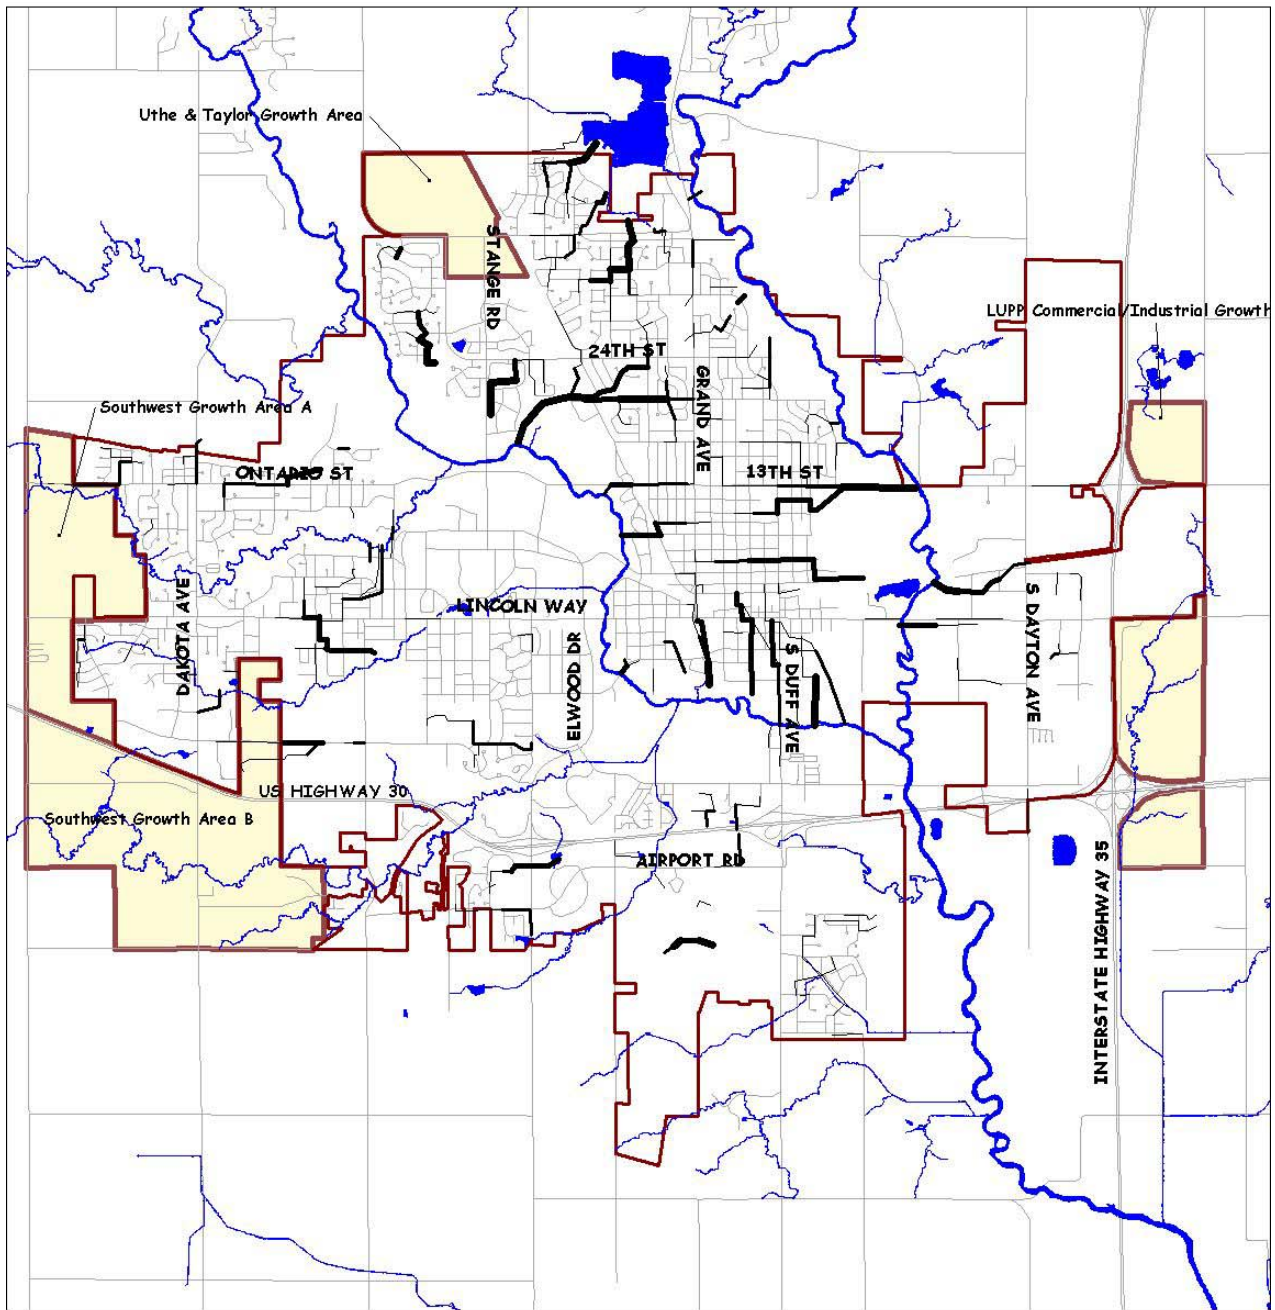 Uthe & Taylor Growth Area
STANGE RD
LUPP Commercial/Industrial Growth
24TH ST
GRAND AVE
Southwest Growth Area A
ONTARIO ST
13TH ST
DAKOTA AVE
LINCOLN WAY
ELWOOD DR
S DUFF AVE
S DAYTON AVE
US HIGHWAY 30
Southwest Growth Area B
AIRPORT RD
INTERSTATE HIGHWAY 35